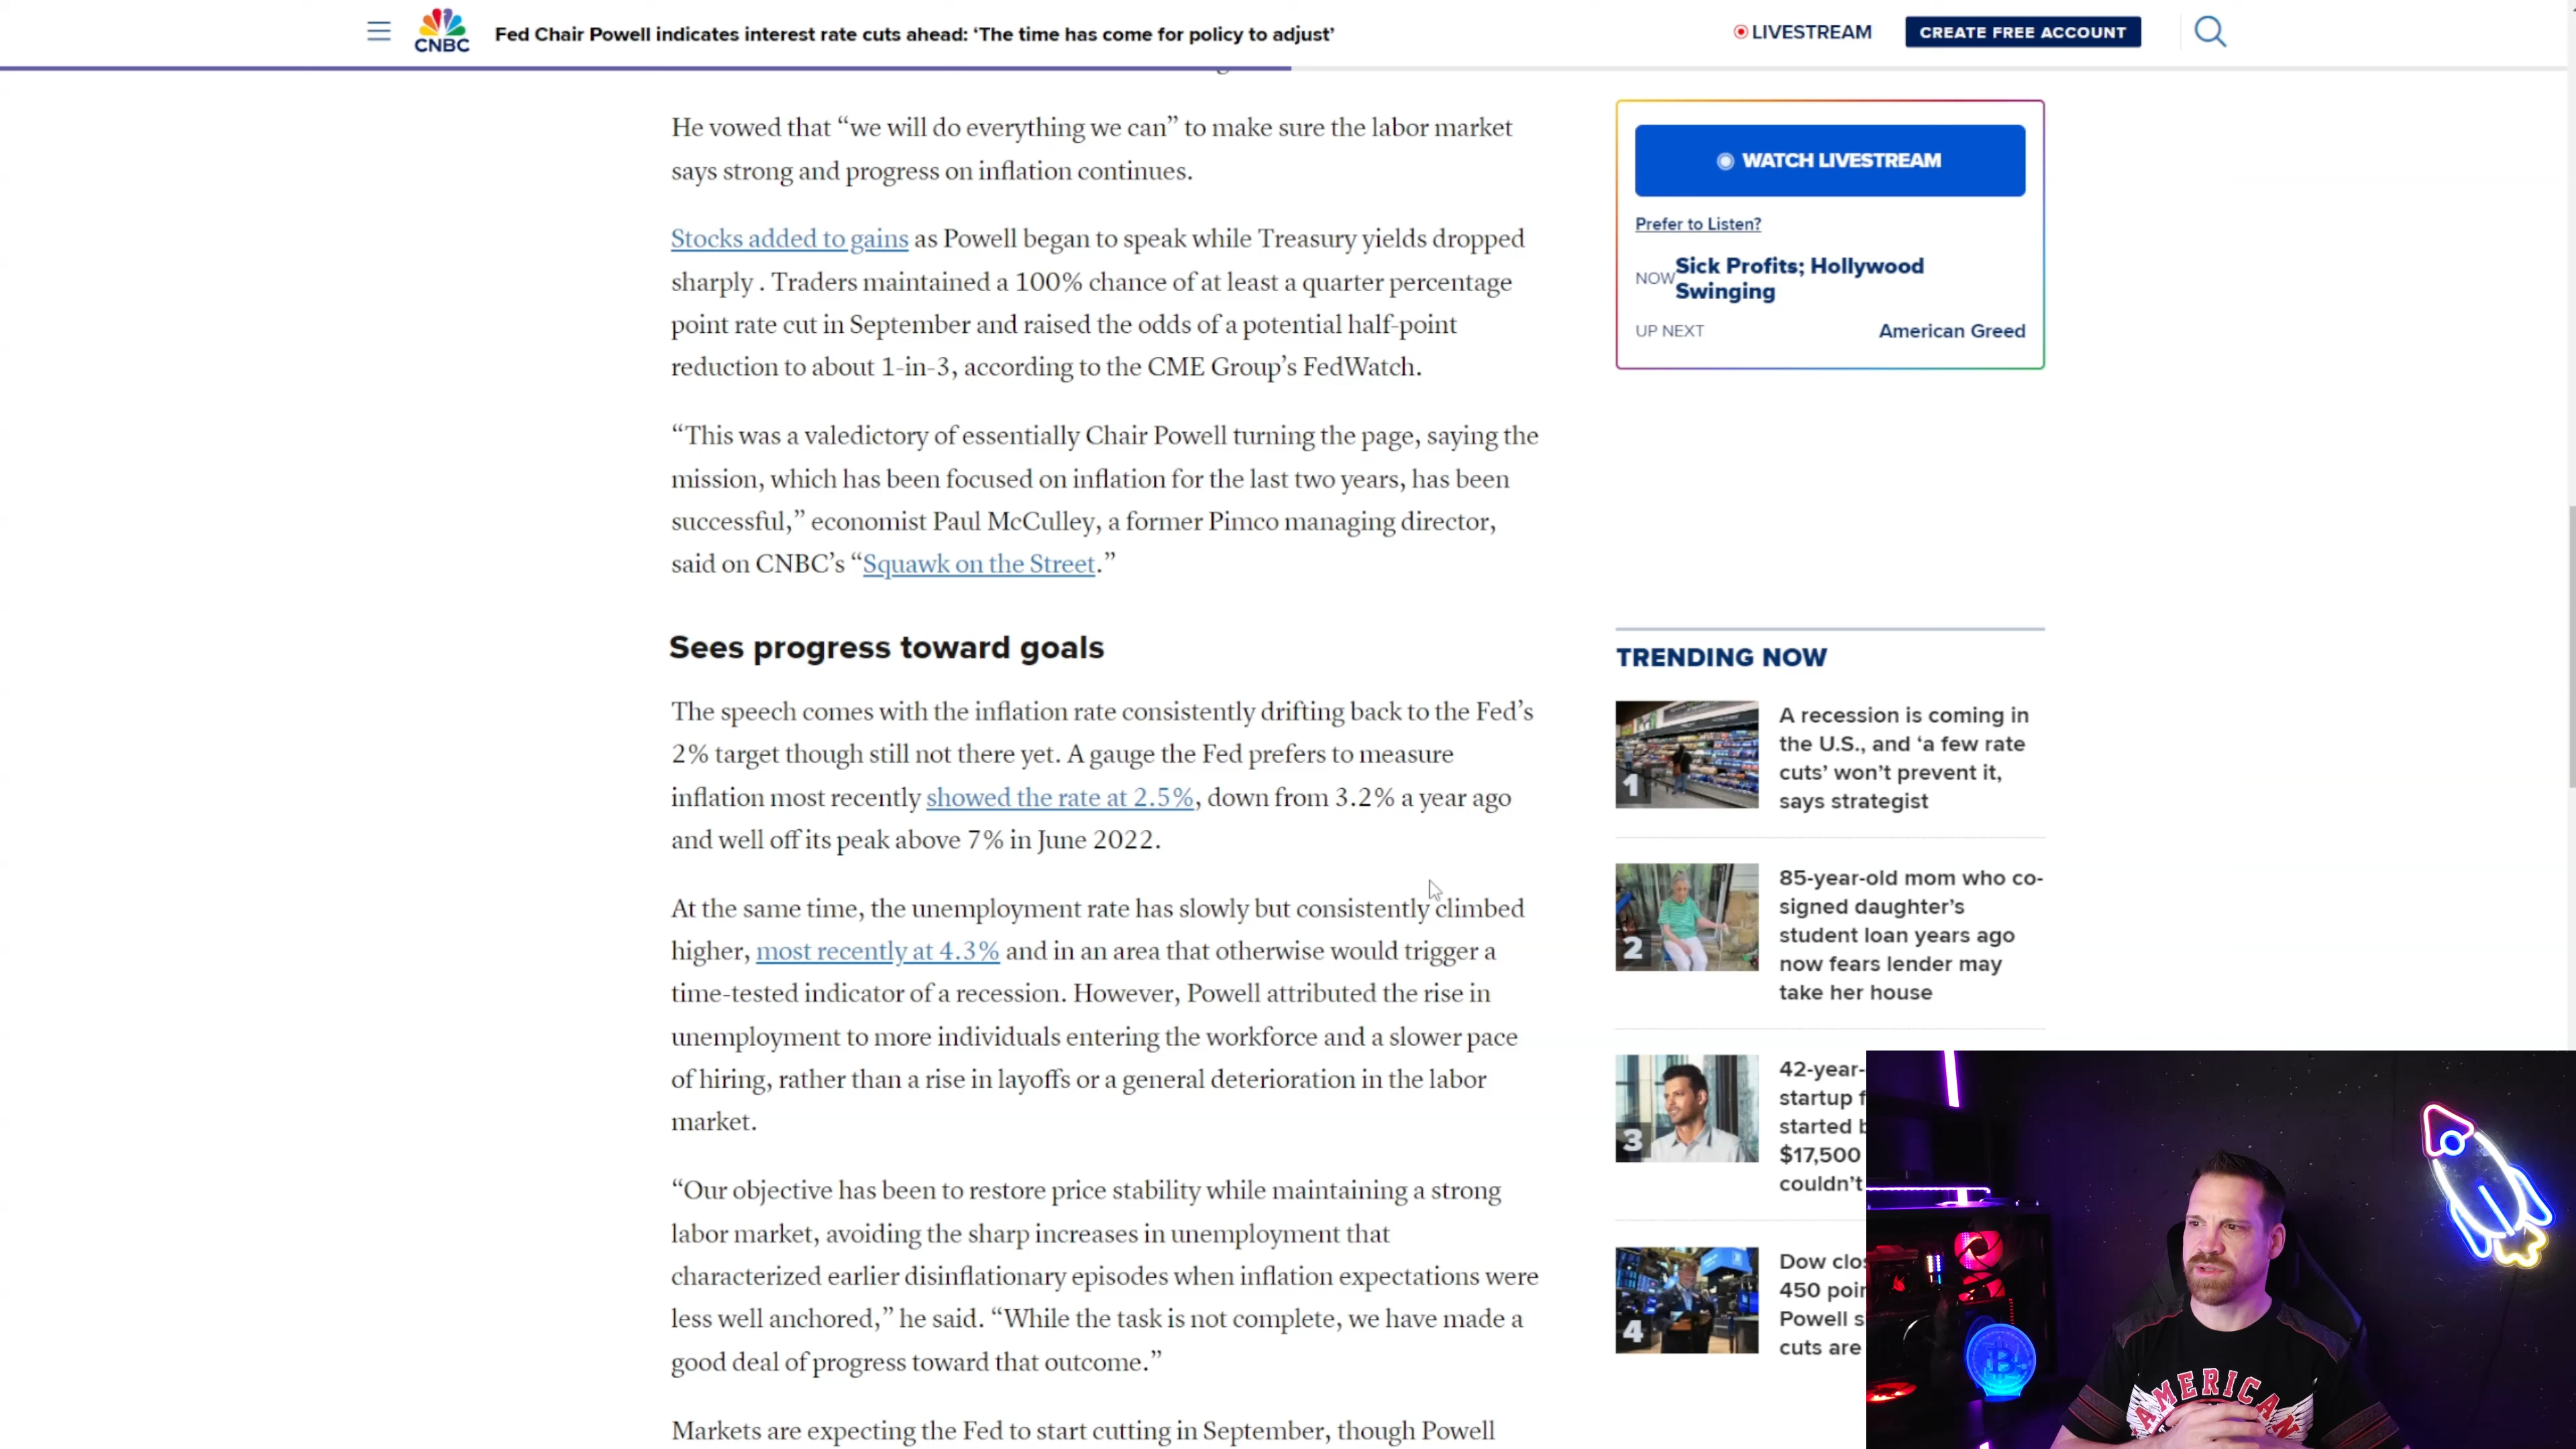 CNBC
Fed Chair Powell indicates interest rate cuts ahead: ‘The time has come for policy to adjust’
LIVESTREAM
CREATE FREE ACCOUNT
He vowed that “we will do everything we can” to make sure the labor market
says strong and progress on inflation continues.
Stocks added to gains as Powell began to speak while Treasury yields dropped
sharply . Traders maintained a 100% chance of at least a quarter percentage
point rate cut in September and raised the odds of a potential half-point
reduction to about 1-in-3, according to the CME Group’s FedWatch.
“This was a valedictory of essentially Chair Powell turning the page, saying the
mission, which has been focused on inflation for the last two years, has been
successful,” economist Paul McCulley, a former Pimco managing director,
said on CNBC’s “Squawk on the Street.”
Sees progress toward goals
The speech comes with the inflation rate consistently drifting back to the Fed’s
2% target though still not there yet. A gauge the Fed prefers to measure
inflation most recently showed the rate at 2.5%, down from 3.2% a year ago
and well off its peak above 7% in June 2022.
At the same time, the unemployment rate has slowly but consistently climbed
higher, most recently at 4.3% and in an area that otherwise would trigger a
time-tested indicator of a recession. However, Powell attributed the rise in
unemployment to more individuals entering the workforce and a slower pace
of hiring, rather than a rise in layoffs or a general deterioration in the labor
market.
“Our objective has been to restore price stability while maintaining a strong
labor market, avoiding the sharp increases in unemployment that
characterized earlier disinflationary episodes when inflation expectations were
less well anchored,” he said. “While the task is not complete, we have made a
good deal of progress toward that outcome.”
Markets are expecting the Fed to start cutting in September, though Powell
WATCH LIVESTREAM
Prefer to Listen?
NOW
Sick Profits; Hollywood
Swinging
UP NEXT
American Greed
TRENDING NOW
1
A recession is coming in
the U.S., and ‘a few rate
cuts’ won’t prevent it,
says strategist
2
85-year-old mom who co-
signed daughter’s
student loan years ago
now fears lender may
take her house
3
42-year-
startup f
started b
$17,500
couldn’t
4
Dow clo
450 poin
Powell s
cuts are
AMERICAN